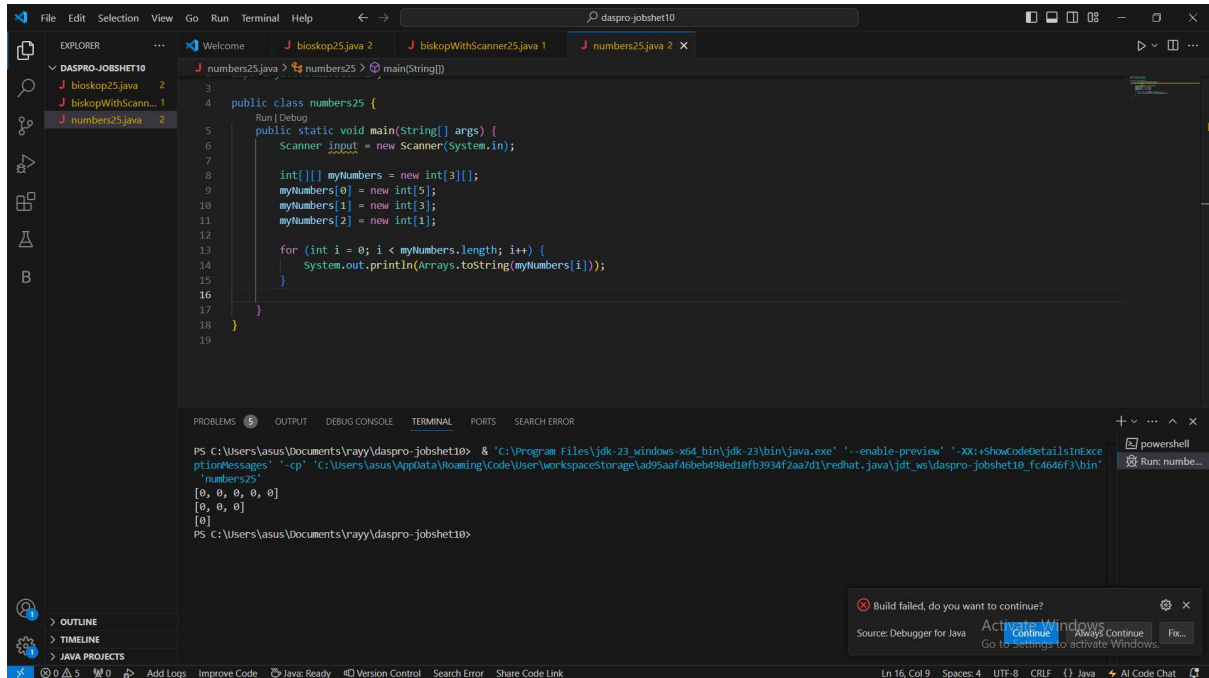 File Edit Selection View Go Run Terminal Help
daspro-jobshet10
EXPLORER
Welcome
J bioskop25.java 2
J biskopWithScanner25.java 1
J numbers25.java 2
DASPRO-JOBSHET10
J bioskop25.java 2
J biskopWithScann... 1
J numbers25.java 2
J numbers25.java > numbers25 > main(String[])
3
4 public class numbers25 {
Run | Debug
5 public static void main(String[] args) {
6 Scanner input = new Scanner(System.in);
7
8 int[][] myNumbers = new int[3][];
9 myNumbers[0] = new int[5];
10 myNumbers[1] = new int[3];
11 myNumbers[2] = new int[1];
12
13 for (int i = 0; i < myNumbers.length; i++) {
14 System.out.println(Arrays.toString(myNumbers[i]));
15 }
16
17 }
18 }
19
PROBLEMS 5 OUTPUT DEBUG CONSOLE TERMINAL PORTS SEARCH ERROR
PS C:\Users\asus\Documents\rayy\daspro-jobshet10> & 'C:\Program Files\jdk-23_windows-x64_bin\jdk-23\bin\java.exe' '--enable-preview' '-XX:+ShowCodeDetailsInExce
ptionMessages' '-cp' 'C:\Users\asus\AppData\Roaming\Code\User\workspaceStorage\ad95aaf46beb498ed10fb3934f2aa7d1\redhat.java\jdt_ws\daspro-jobshet10_fc4646f3\bin'
'numbers25'
[0, 0, 0, 0, 0]
[0, 0, 0]
[0]
PS C:\Users\asus\Documents\rayy\daspro-jobshet10>
powershell
Run: numbe...
B
OUTLINE
TIMELINE
JAVA PROJECTS
Build failed, do you want to continue?
Source: Debugger for Java
Continue
Always Continue
Fix...
Activate Windows
Go to Settings to activate Windows.
0 5 0 Add Logs Improve Code Java: Ready Version Control Search Error Share Code Link
Ln 16, Col 9 Spaces: 4 UTF-8 CRLF {} Java AI Code Chat